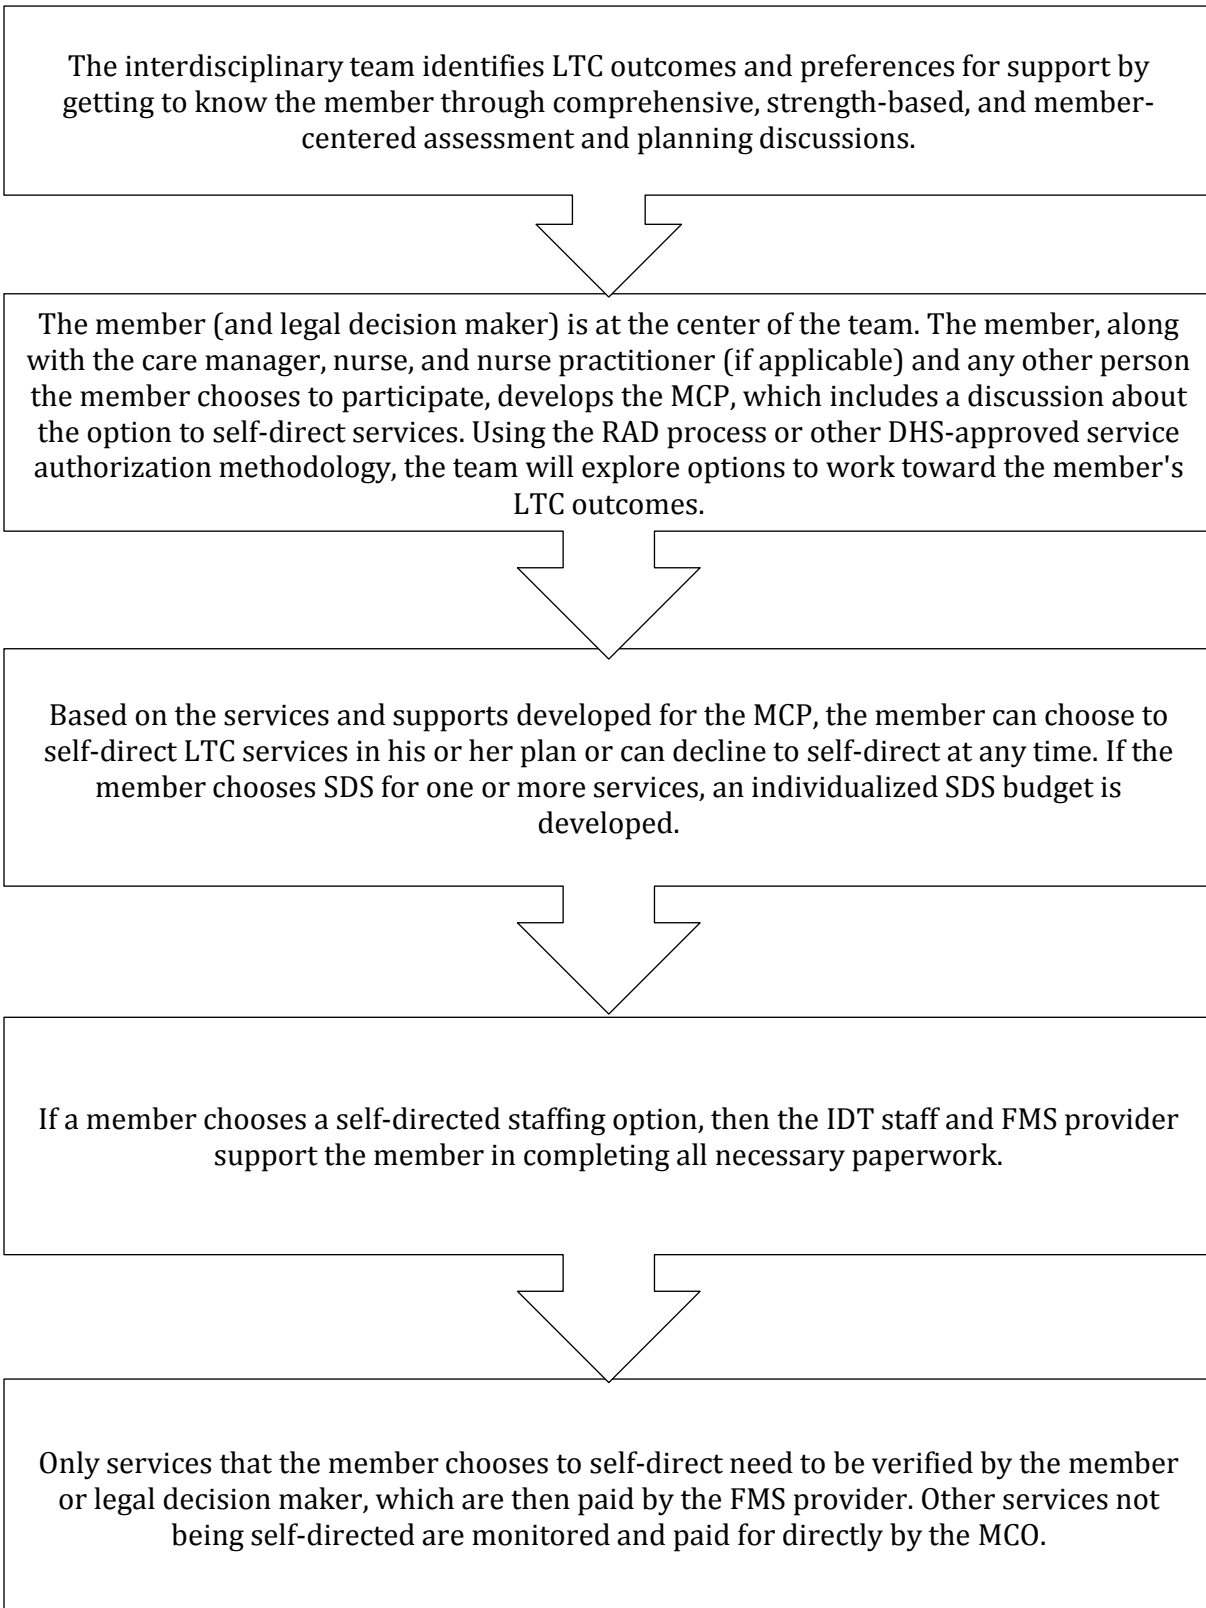 The interdisciplinary team identifies LTC outcomes and preferences for support by
getting to know the member through comprehensive, strength-based, and member-
centered assessment and planning discussions.
The member (and legal decision maker) is at the center of the team. The member, along
with the care manager, nurse, and nurse practitioner (if applicable) and any other person
the member chooses to participate, develops the MCP, which includes a discussion about
the option to self-direct services. Using the RAD process or other DHS-approved service
authorization methodology, the team will explore options to work toward the member's
LTC outcomes.
Based on the services and supports developed for the MCP, the member can choose to
self-direct LTC services in his or her plan or can decline to self-direct at any time. If the
member chooses SDS for one or more services, an individualized SDS budget is
developed.
If a member chooses a self-directed staffing option, then the IDT staff and FMS provider
support the member in completing all necessary paperwork.
Only services that the member chooses to self-direct need to be verified by the member
or legal decision maker, which are then paid by the FMS provider. Other services not
being self-directed are monitored and paid for directly by the MCO.